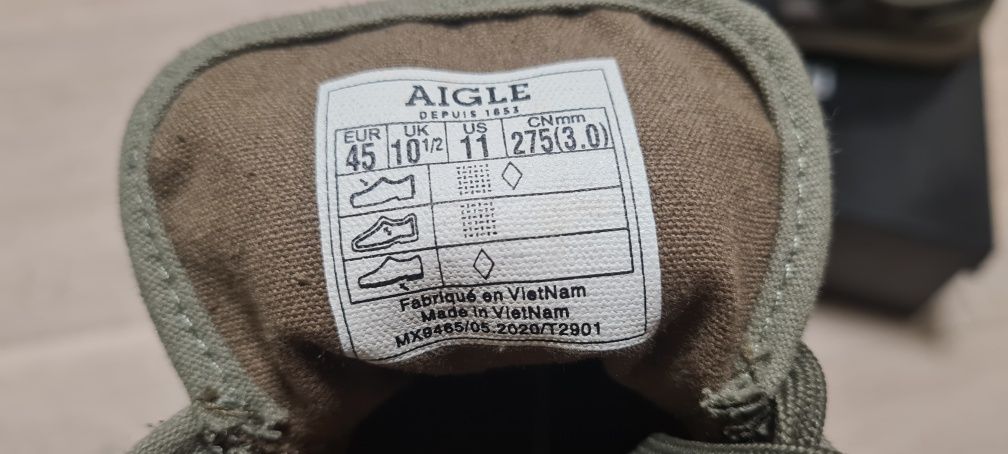 AIGLE
DEPUIS 1853
EUR UK US CNmm
45 10 1/2 11 275(3.0)
Fabriqué en VietNam
Made in VietNam
MX9465/05.2020/T2901